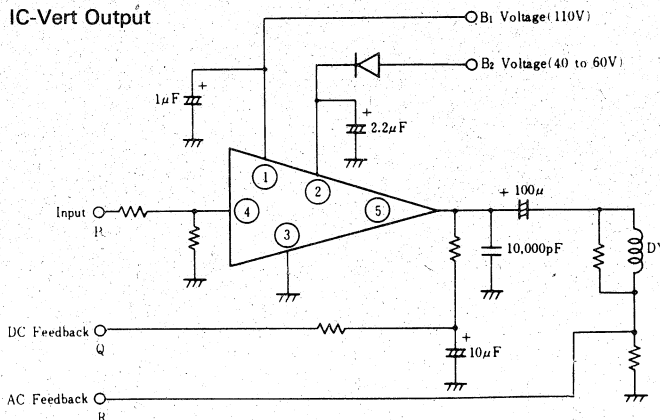 IC-Vert Output
B₁ Voltage(110V)
B₂ Voltage(40 to 60V)
+
1μF
+
2.2μF
1
2
+ 100μ
Input
4
5
3
10,000pF
DY
DC Feedback
Q
+
10μF
AC Feedback
R